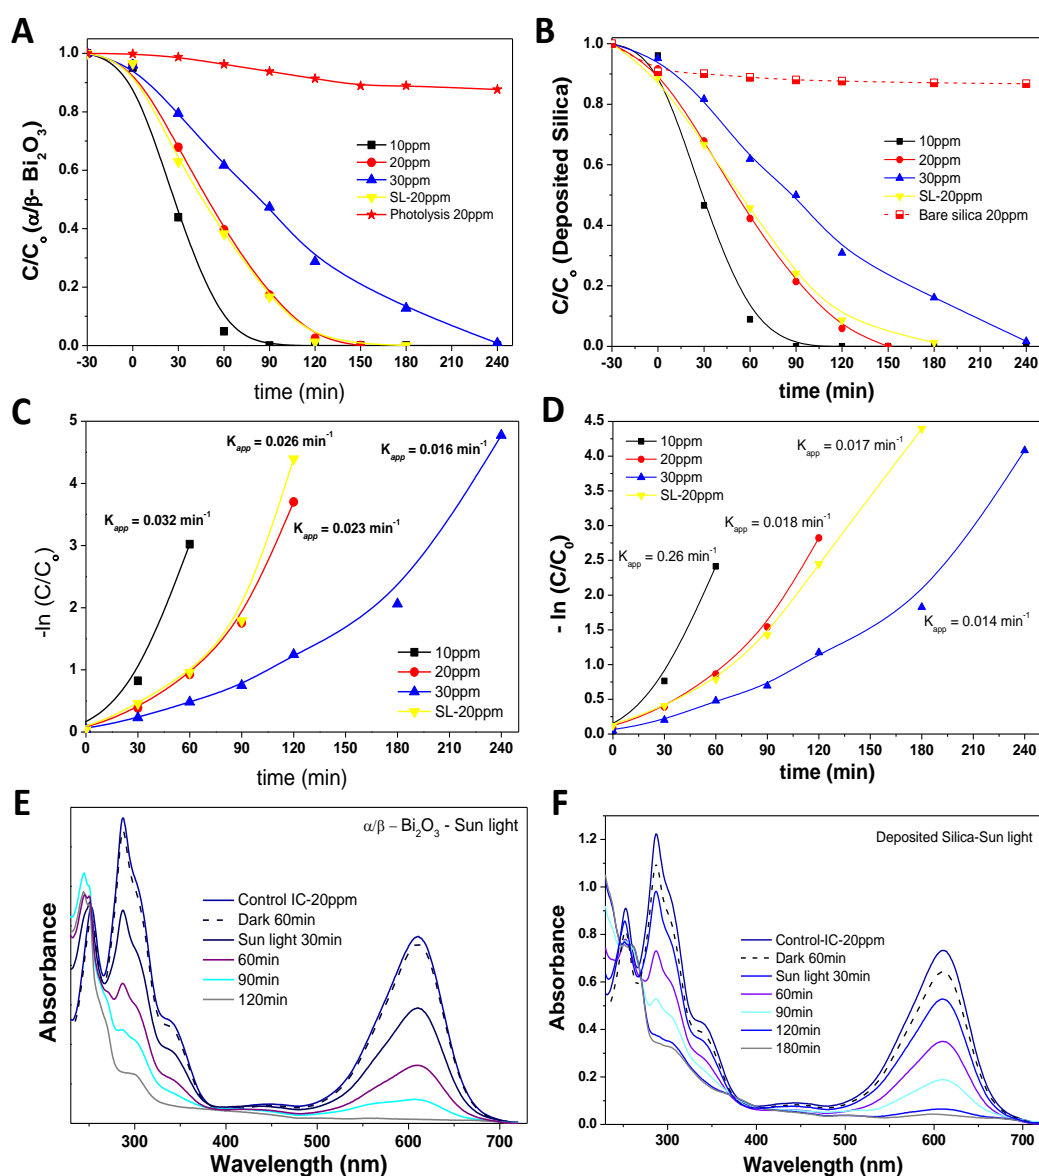 A
C/Cₒ (α/β- Bi₂O₃)
1.0
0.8
0.6
0.4
0.2
0.0
10ppm
20ppm
30ppm
SL-20ppm
Photolysis 20ppm
-30 0 30 60 90 120 150 180 210 240
time (min)
B
C/Cₒ (Deposited Silica)
1.0
0.8
0.6
0.4
0.2
0.0
10ppm
20ppm
30ppm
SL-20ppm
Bare silica 20ppm
-30 0 30 60 90 120 150 180 210 240
time (min)
C
-ln (C/Cₒ)
5
4
3
2
1
0
K app = 0.026 min⁻¹
K app = 0.016 min⁻¹
K app = 0.032 min⁻¹
K app = 0.023 min⁻¹
10ppm
20ppm
30ppm
SL-20ppm
0 30 60 90 120 150 180 210 240
time (min)
D
- ln (C/C₀)
4.5
4.0
3.5
3.0
2.5
2.0
1.5
1.0
0.5
0.0
10ppm
20ppm
30ppm
SL-20ppm
K app = 0.017 min⁻¹
K app = 0.018 min⁻¹
K app = 0.26 min⁻¹
K app = 0.014 min⁻¹
0 30 60 90 120 150 180 210 240
time (min)
E
Absorbance
α/β – Bi₂O₃ - Sun light
Control IC-20ppm
Dark 60min
Sun light 30min
60min
90min
120min
300 400 500 600 700
Wavelength (nm)
F
Absorbance
1.2
1.0
0.8
0.6
0.4
0.2
0.0
Deposited Silica-Sun light
Control-IC-20ppm
Dark 60min
Sun light 30min
60min
90min
120min
180min
300 400 500 600 700
Wavelength (nm)